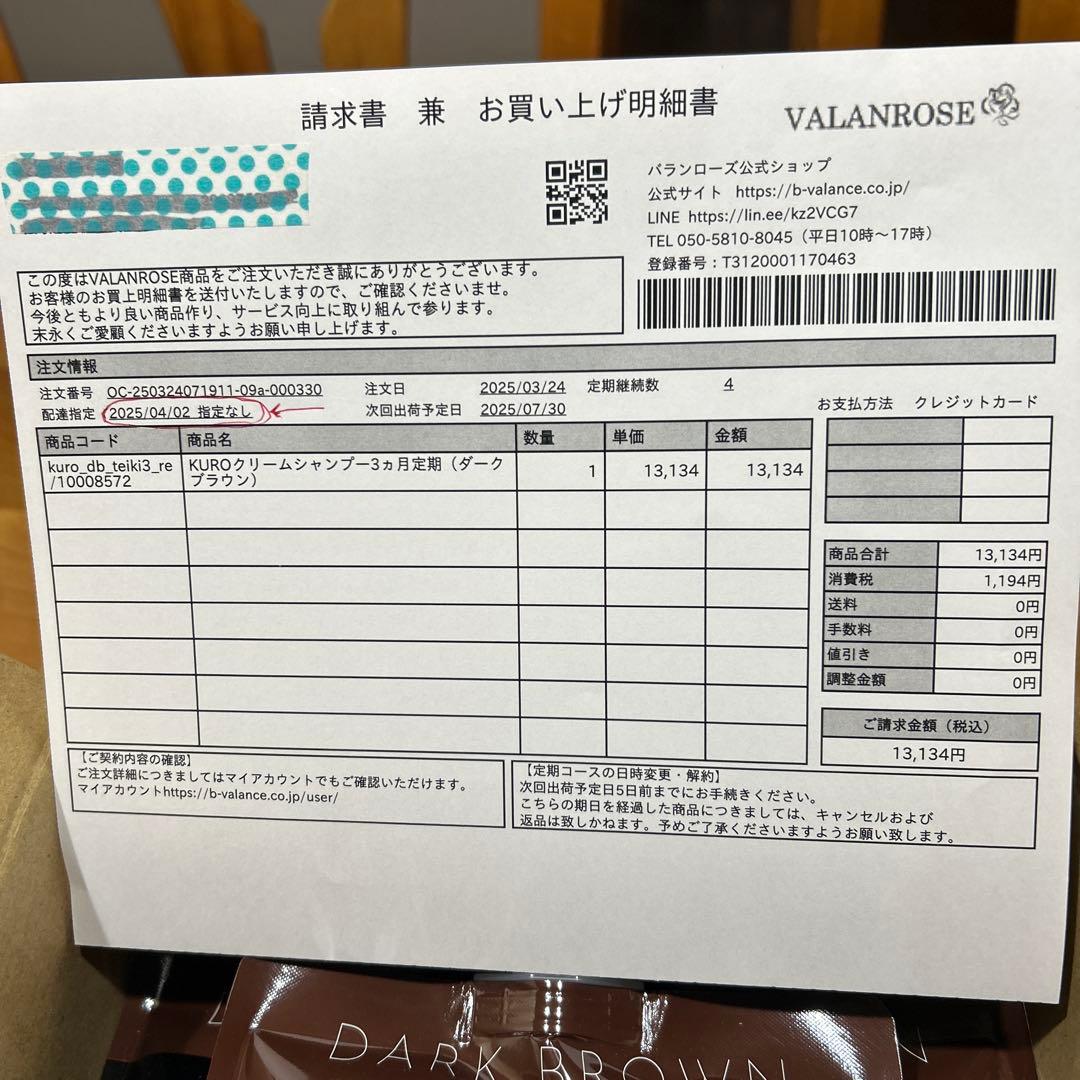 請求書 兼 お買い上げ明細書
VALANROSE
バランローズ公式ショップ
公式サイト https://b-valance.co.jp/
LINE https://lin.ee/kz2VCG7
TEL 050-5810-8045（平日10時～17時）
登録番号：T3120001170463
この度はVALANROSE商品をご注文いただき誠にありがとうございます。
お客様のお買上明細書を送付いたしますので、ご確認くださいませ。
今後ともより良い商品作り、サービス向上に取り組んで参ります。
末永くご愛顧くださいますようお願い申し上げます。
注文情報
注文番号 OC-250324071911-09a-000330 注文日 2025/03/24 定期継続数 4
配達指定 2025/04/02 指定なし 次回出荷予定日 2025/07/30
お支払方法 クレジットカード
商品コード 商品名 数量 単価 金額
kuro_db_teiki3_re KUROクリームシャンプー3ヵ月定期（ダーク 1 13,134 13,134
/10008572 ブラウン）
商品合計 13,134円
消費税 1,194円
送料 0円
手数料 0円
値引き 0円
調整金額 0円
ご請求金額（税込）
13,134円
【ご契約内容の確認】
ご注文詳細につきましてはマイアカウントでもご確認いただけます。
マイアカウントhttps://b-valance.co.jp/user/
【定期コースの日時変更・解約】
次回出荷予定日5日前までにお手続きください。
こちらの期日を経過した商品につきましては、キャンセルおよび
返品は致しかねます。予めご了承くださいますようお願い致します。
DARK BROWN